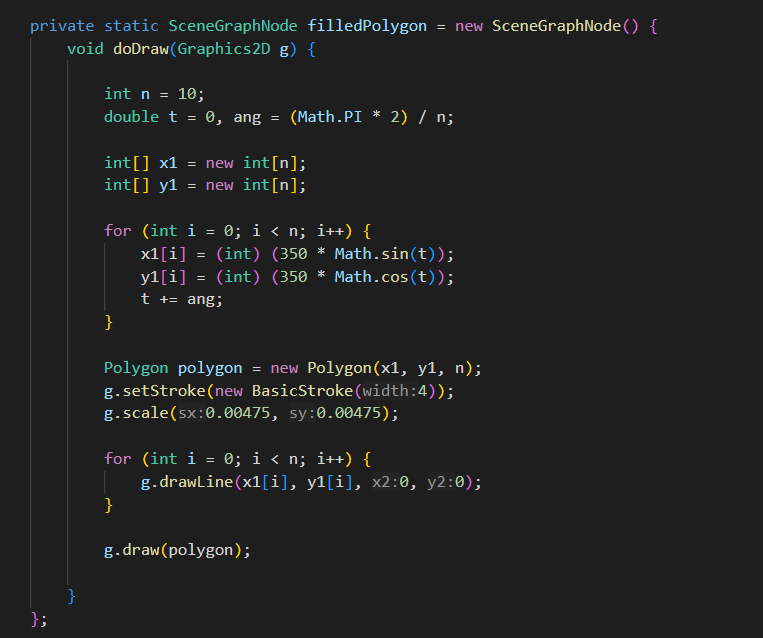 private static SceneGraphNode filledPolygon = new SceneGraphNode() {
void doDraw(Graphics2D g) {
int n = 10;
double t = 0, ang = (Math.PI * 2) / n;
int[] x1 = new int[n];
int[] y1 = new int[n];
for (int i = 0; i < n; i++) {
x1[i] = (int) (350 * Math.sin(t));
y1[i] = (int) (350 * Math.cos(t));
t += ang;
}
Polygon polygon = new Polygon(x1, y1, n);
g.setStroke(new BasicStroke(width:4));
g.scale(sx:0.00475, sy:0.00475);
for (int i = 0; i < n; i++) {
g.drawLine(x1[i], y1[i], x2:0, y2:0);
}
g.draw(polygon);
}
};